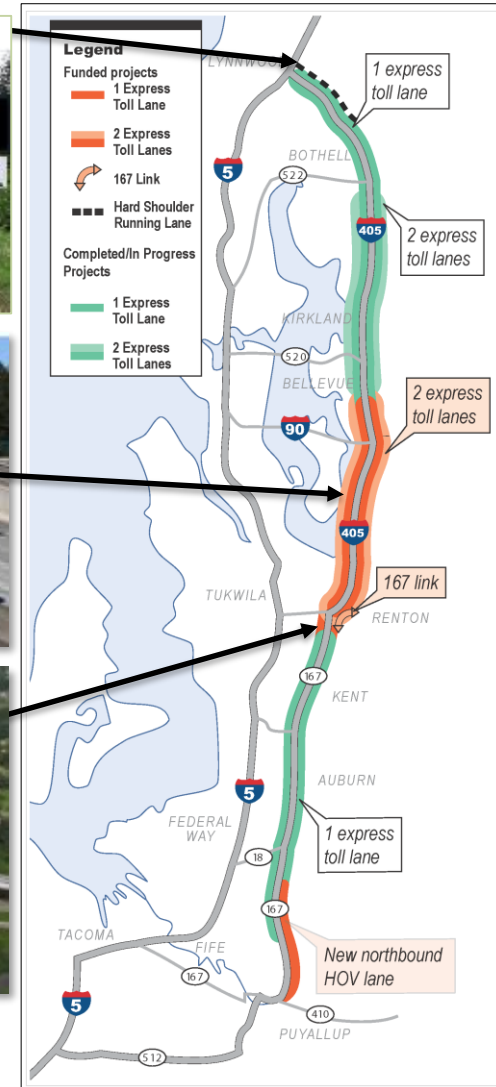 Legend
Funded projects
1 Express
Toll Lane
2 Express
Toll Lanes
167 Link
Hard Shoulder
Running Lane
Completed/In Progress
Projects
1 Express
Toll Lane
2 Express
Toll Lanes
LYNNWOOD
1 express
toll lane
BOTHELL
5
522
405
2 express
toll lanes
KIRKLAND
520
BELLEVUE
90
2 express
toll lanes
405
167 link
TUKWILA
RENTON
167
KENT
5
AUBURN
FEDERAL
WAY
1 express
toll lane
18
167
TACOMA
FIFE
New northbound
HOV lane
167
5
410
PUYALLUP
512